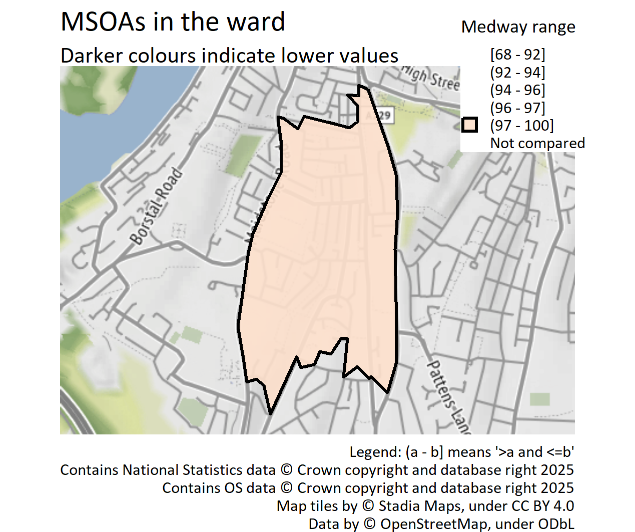 MSOAs in the ward
Darker colours indicate lower values
Medway range
[68 - 92]
(92 - 94]
(94 - 96]
(96 - 97]
(97 - 100]
Not compared
High Stree
29
Borstal-Road
Pattens-Lan
Legend: (a - b] means '>a and <=b'
Contains National Statistics data © Crown copyright and database right 2025
Contains OS data © Crown copyright and database right 2025
Map tiles by © Stadia Maps, under CC BY 4.0
Data by © OpenStreetMap, under ODbL